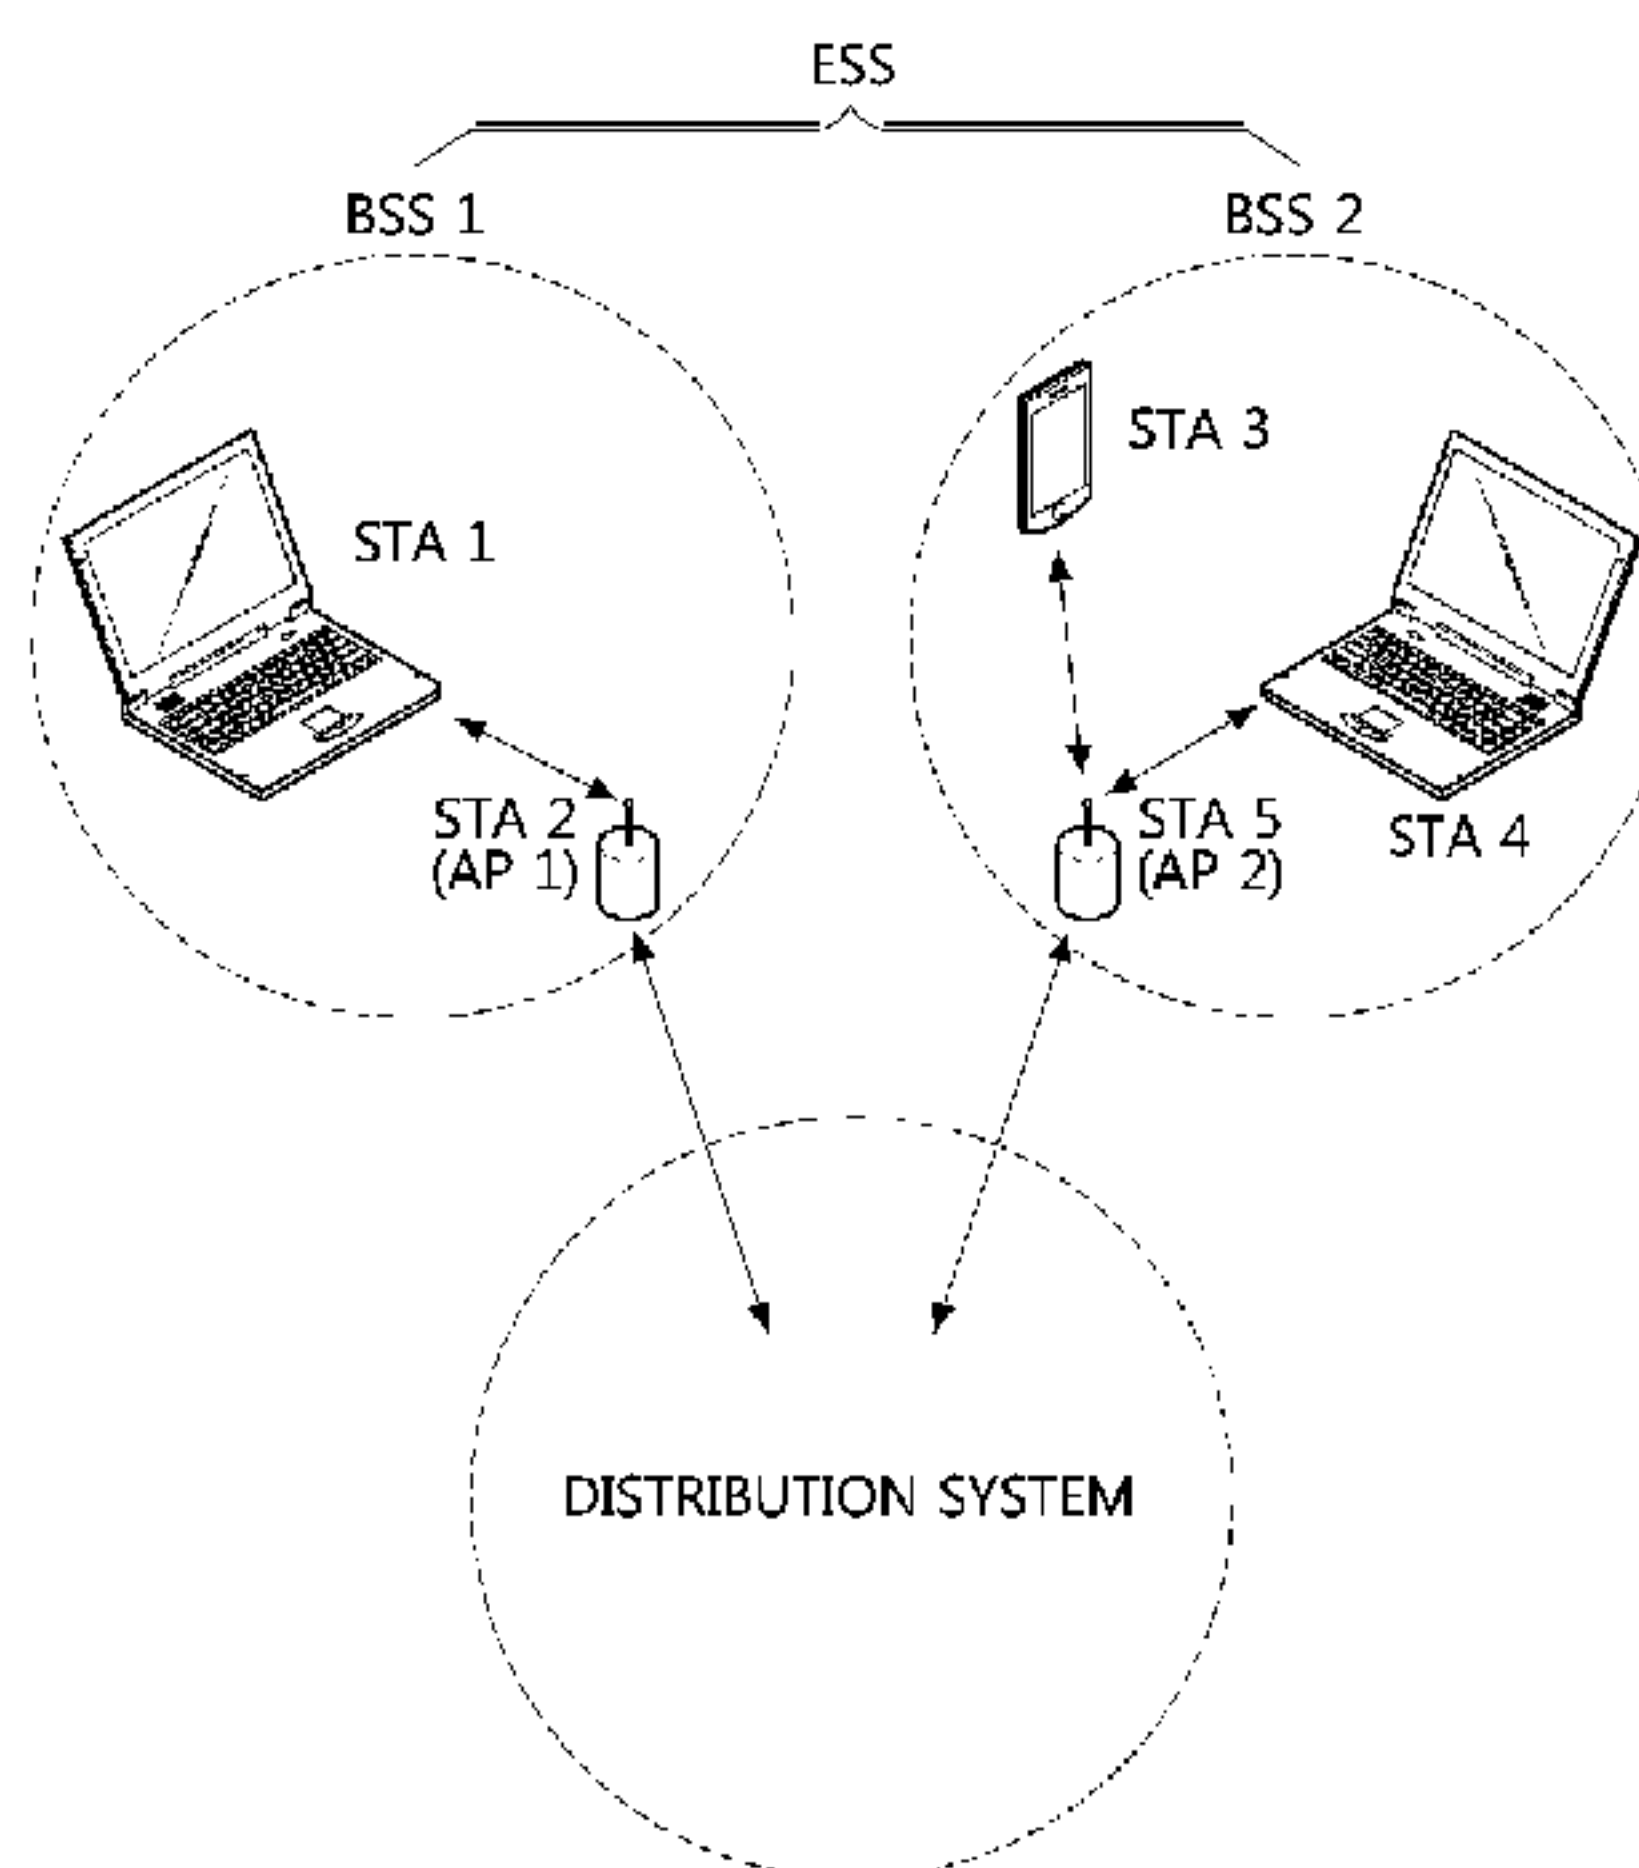 ESS
BSS 1
BSS 2
STA 3
STA 1
STA 2
(AP 1)
STA 5
(AP 2)
STA 4
DISTRIBUTION SYSTEM